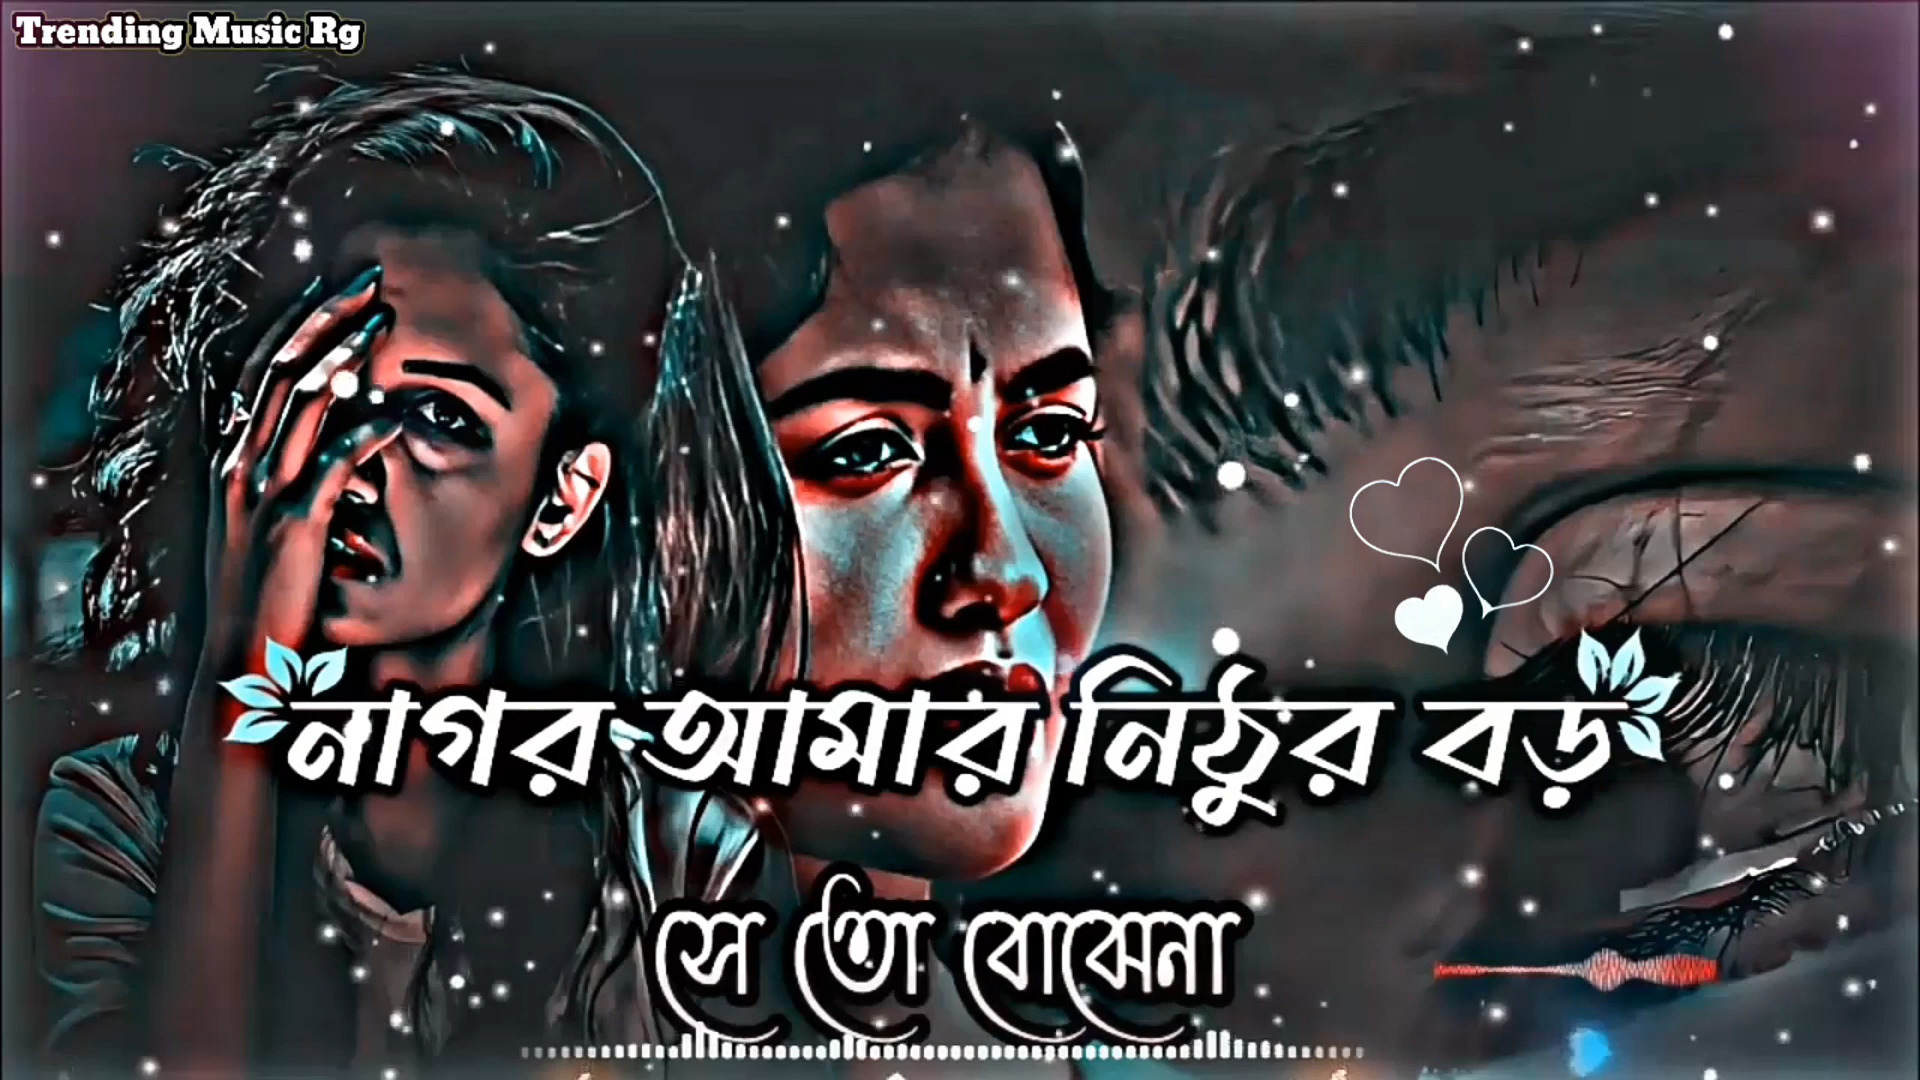 Trending Music Rg
নাগর আমার নিঠুর বড়
সে তো বোঝেনা